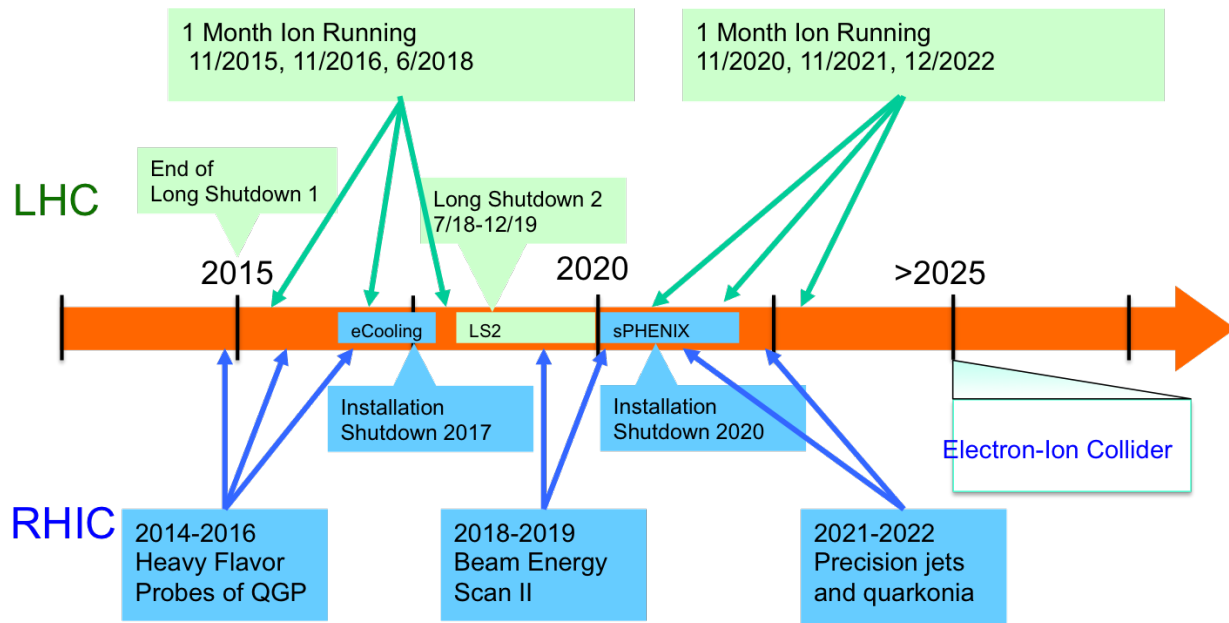 1 Month Ion Running
11/2015, 11/2016, 6/2018
1 Month Ion Running
11/2020, 11/2021, 12/2022
LHC
End of
Long Shutdown 1
Long Shutdown 2
7/18-12/19
2015
2020
>2025
eCooling
LS2
sPHENIX
Installation
Shutdown 2017
Installation
Shutdown 2020
Electron-Ion Collider
RHIC
2014-2016
Heavy Flavor
Probes of QGP
2018-2019
Beam Energy
Scan II
2021-2022
Precision jets
and quarkonia